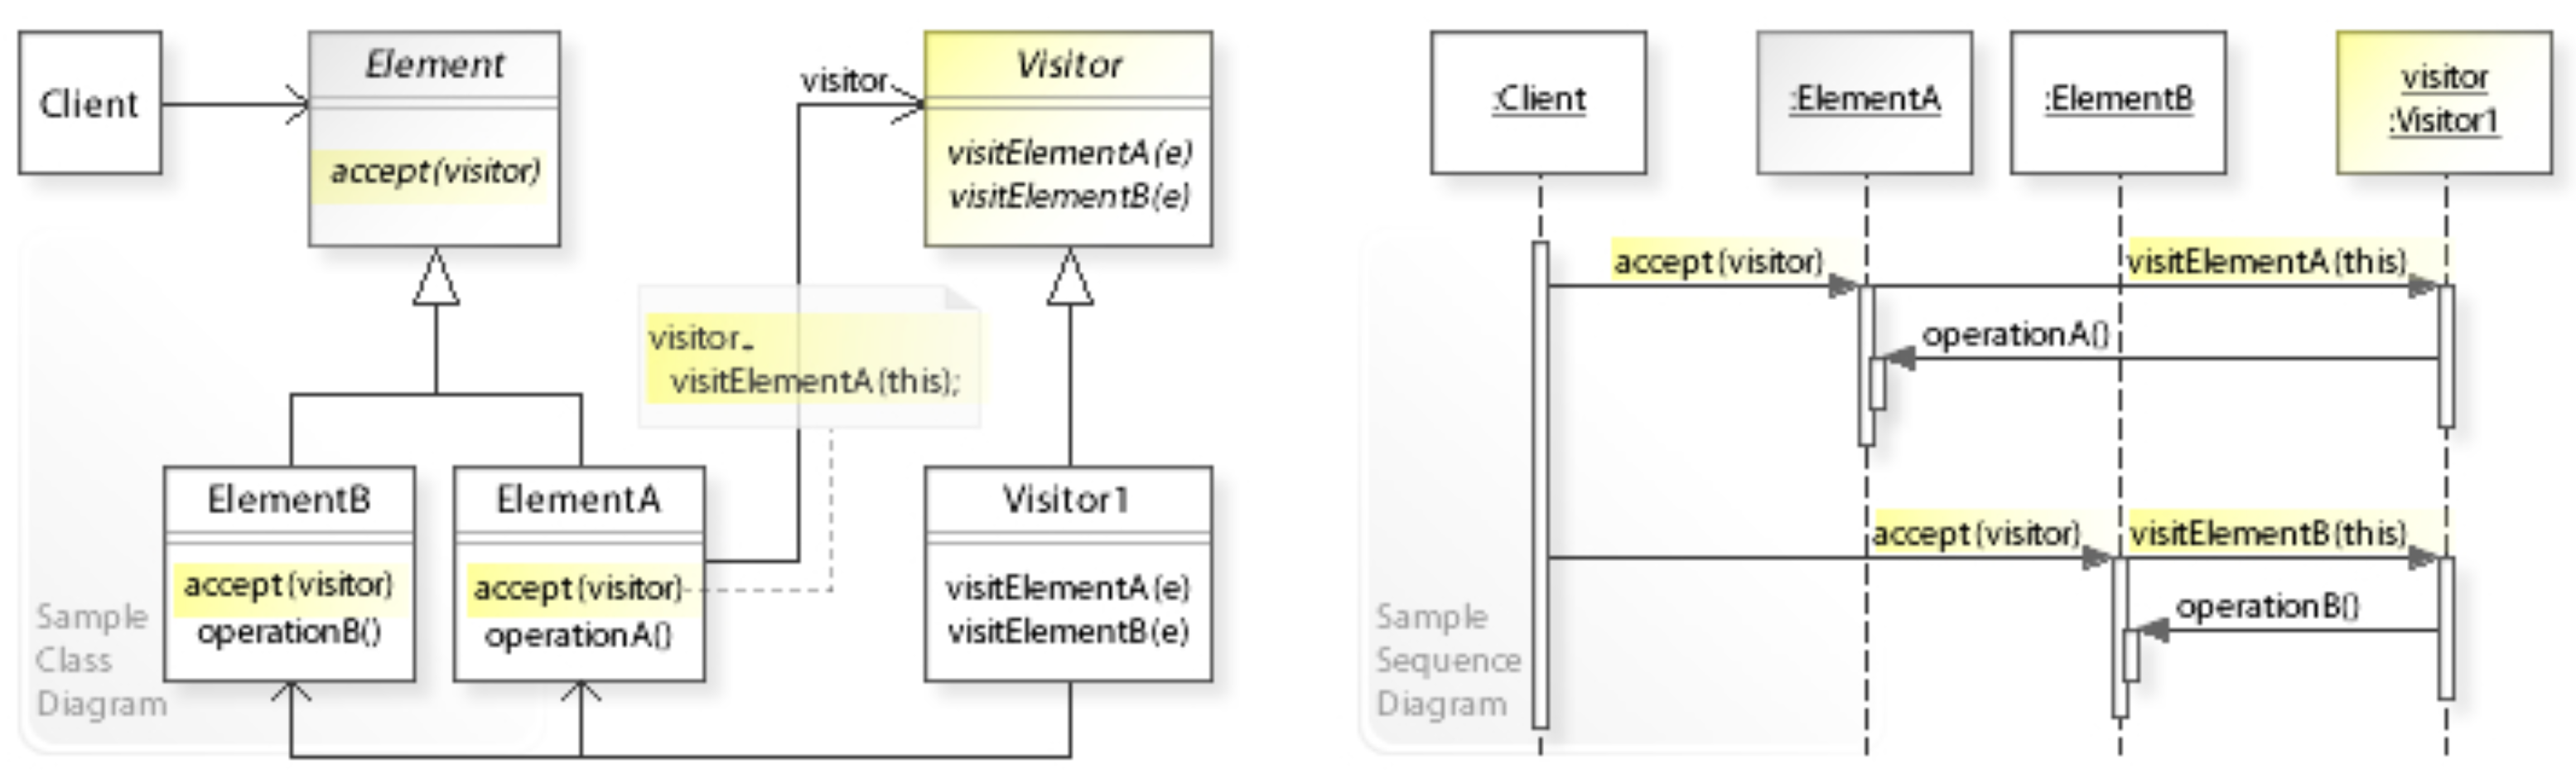 Client
Element
accept(visitor)
visitor
Visitor
visitElementA(e)
visitElementB(e)
visitor.
visitElementA(this);
ElementB
accept(visitor)
operationB()
ElementA
accept(visitor)
operationA()
Visitor1
visitElementA(e)
visitElementB(e)
Sample
Class
Diagram
:Client
:ElementA
:ElementB
visitor
:Visitor1
accept(visitor)
visitElementA(this)
operationA()
accept(visitor)
visitElementB(this)
operationB()
Sample
Sequence
Diagram